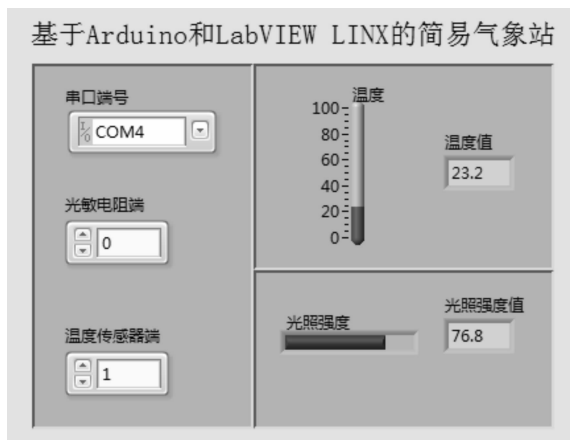 基于Arduino和LabVIEW LINX的简易气象站
串口端号
I/O COM4
光敏电阻端
0
温度传感器端
1
温度
100
80
60
40
20
0
温度值
23.2
光照强度
光照强度值
76.8